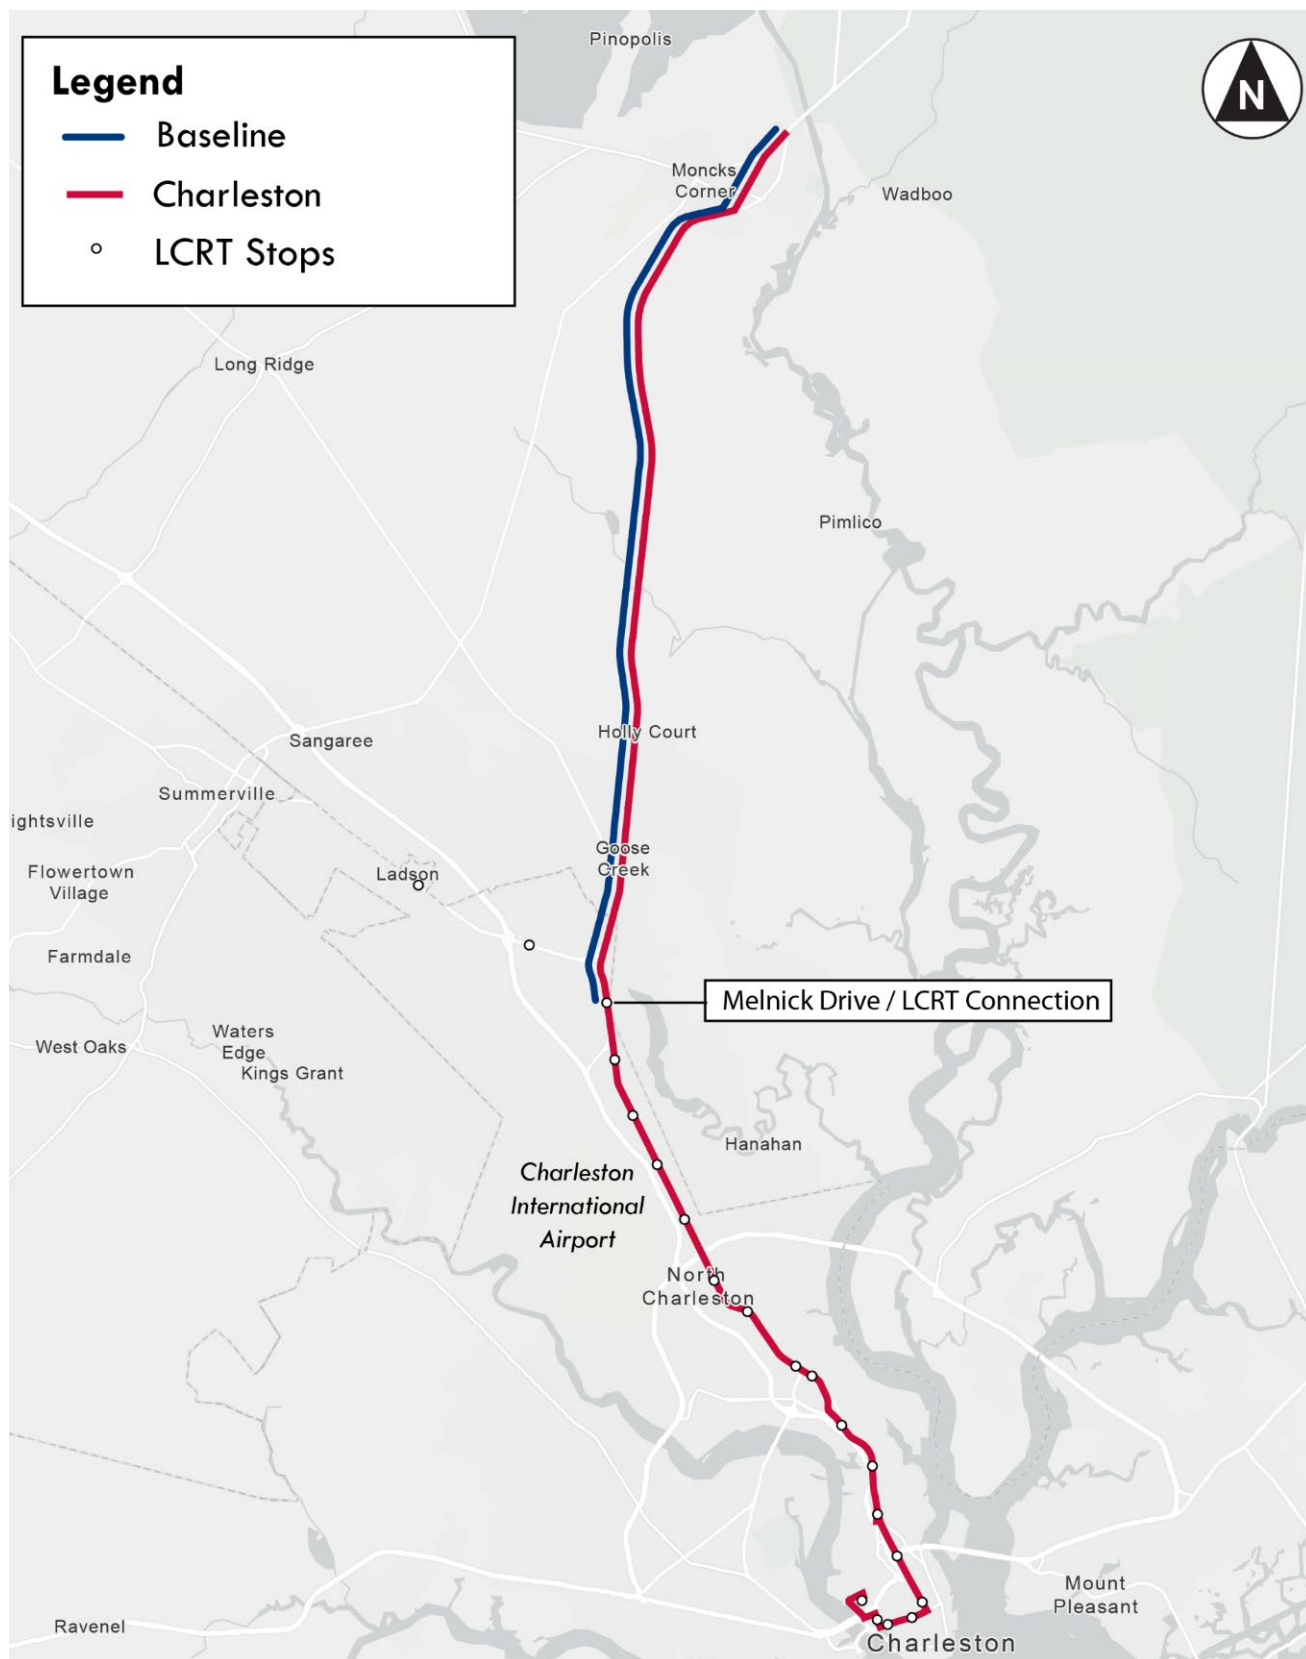 Pinopolis
Legend
Baseline
Charleston
LCRT Stops
N
Moncks
Corner
Wadboo
Long Ridge
Pimlico
Holly Court
Sangaree
Summerville
ightsville
Goose
Creek
Flowertown
Village
Ladson
Farmdale
Melnick Drive / LCRT Connection
Waters
Edge
West Oaks
Kings Grant
Hanahan
Charleston
International
Airport
North
Charleston
Mount
Pleasant
Ravenel
Charleston